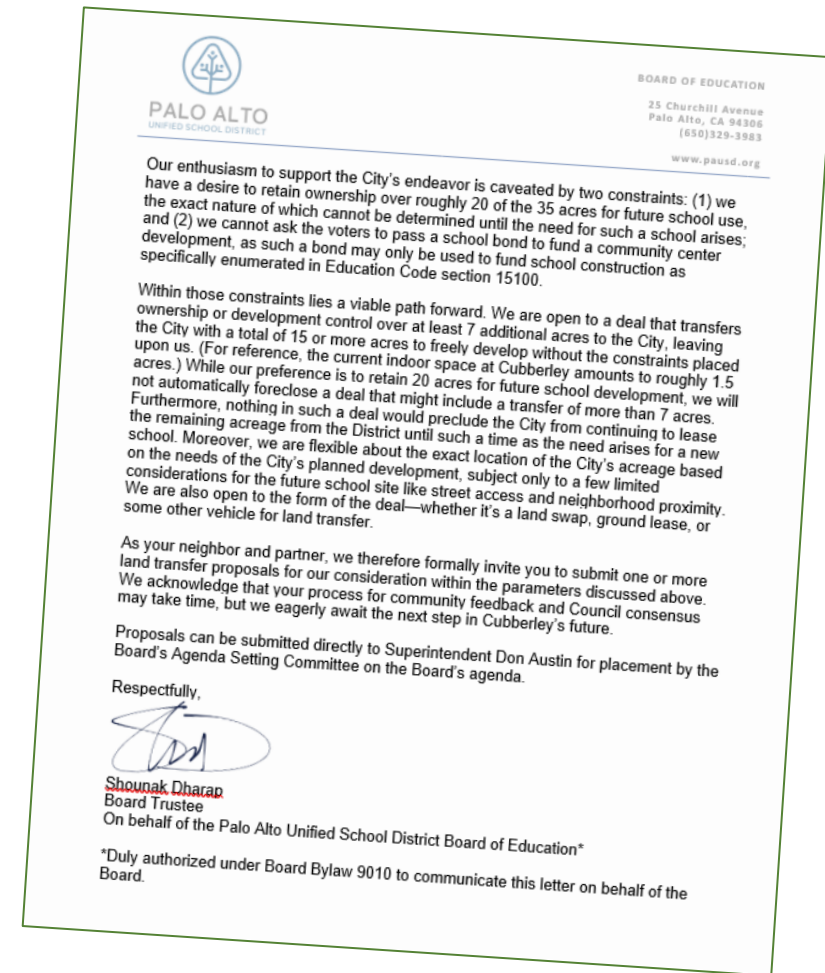 PALO ALTO
UNIFIED SCHOOL DISTRICT
BOARD OF EDUCATION
25 Churchill Avenue
Palo Alto, CA 94306
(650)329-3983
www.pausd.org
Our enthusiasm to support the City's endeavor is caveated by two constraints: (1) we
have a desire to retain ownership over roughly 20 of the 35 acres for future school use,
the exact nature of which cannot be determined until the need for such a school arises;
and (2) we cannot ask the voters to pass a school bond to fund a community center
development, as such a bond may only be used to fund school construction as
specifically enumerated in Education Code section 15100.
Within those constraints lies a viable path forward. We are open to a deal that transfers
ownership or development control over at least 7 additional acres to the City, leaving
the City with a total of 15 or more acres to freely develop without the constraints placed
upon us. (For reference, the current indoor space at Cubberley amounts to roughly 1.5
acres.) While our preference is to retain 20 acres for future school development, we will
not automatically foreclose a deal that might include a transfer of more than 7 acres.
Furthermore, nothing in such a deal would preclude the City from continuing to lease
the remaining acreage from the District until such a time as the need arises for a new
school. Moreover, we are flexible about the exact location of the City's acreage based
on the needs of the City's planned development, subject only to a few limited
considerations for the future school site like street access and neighborhood proximity.
We are also open to the form of the deal—whether it's a land swap, ground lease, or
some other vehicle for land transfer.
As your neighbor and partner, we therefore formally invite you to submit one or more
land transfer proposals for our consideration within the parameters discussed above.
We acknowledge that your process for community feedback and Council consensus
may take time, but we eagerly await the next step in Cubberley's future.
Proposals can be submitted directly to Superintendent Don Austin for placement by the
Board's Agenda Setting Committee on the Board's agenda.
Respectfully,
Shounak Dharap
Board Trustee
On behalf of the Palo Alto Unified School District Board of Education*
*Duly authorized under Board Bylaw 9010 to communicate this letter on behalf of the
Board.